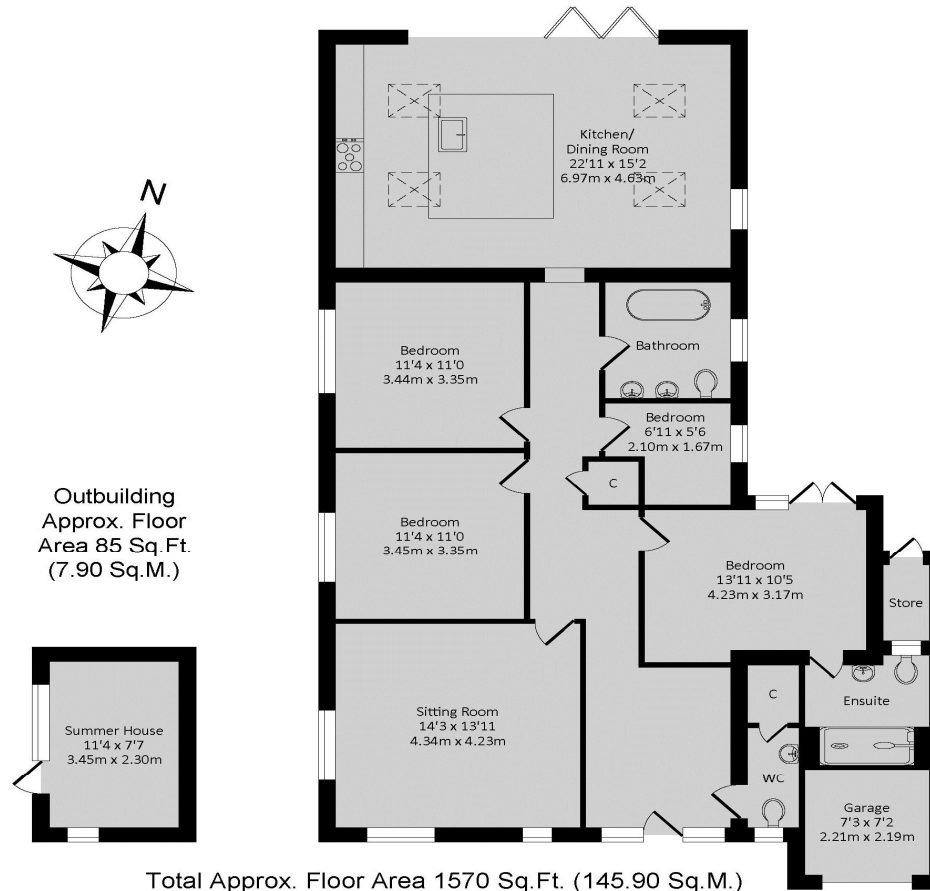 Kitchen/
Dining Room
22'11 x 15'2
6.97m x 4.63m
N
Bedroom
11'4 x 11'0
3.44m x 3.35m
Bathroom
Bedroom
6'11 x 5'6
2.10m x 1.67m
C
Outbuilding
Approx. Floor
Area 85 Sq.Ft.
(7.90 Sq.M.)
Bedroom
11'4 x 11'0
3.45m x 3.35m
Bedroom
13'11 x 10'5
4.23m x 3.17m
Store
Summer House
11'4 x 7'7
3.45m x 2.30m
Sitting Room
14'3 x 13'11
4.34m x 4.23m
C
Ensuite
WC
Garage
7'3 x 7'2
2.21m x 2.19m
Total Approx. Floor Area 1570 Sq.Ft. (145.90 Sq.M.)